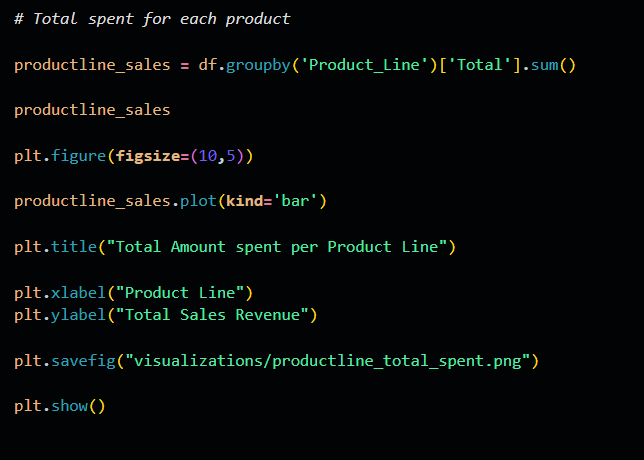 # Total spent for each product
productline_sales = df.groupby('Product_Line')['Total'].sum()
productline_sales
plt.figure(figsize=(10,5))
productline_sales.plot(kind='bar')
plt.title("Total Amount spent per Product Line")
plt.xlabel("Product Line")
plt.ylabel("Total Sales Revenue")
plt.savefig("visualizations/productline_total_spent.png")
plt.show()